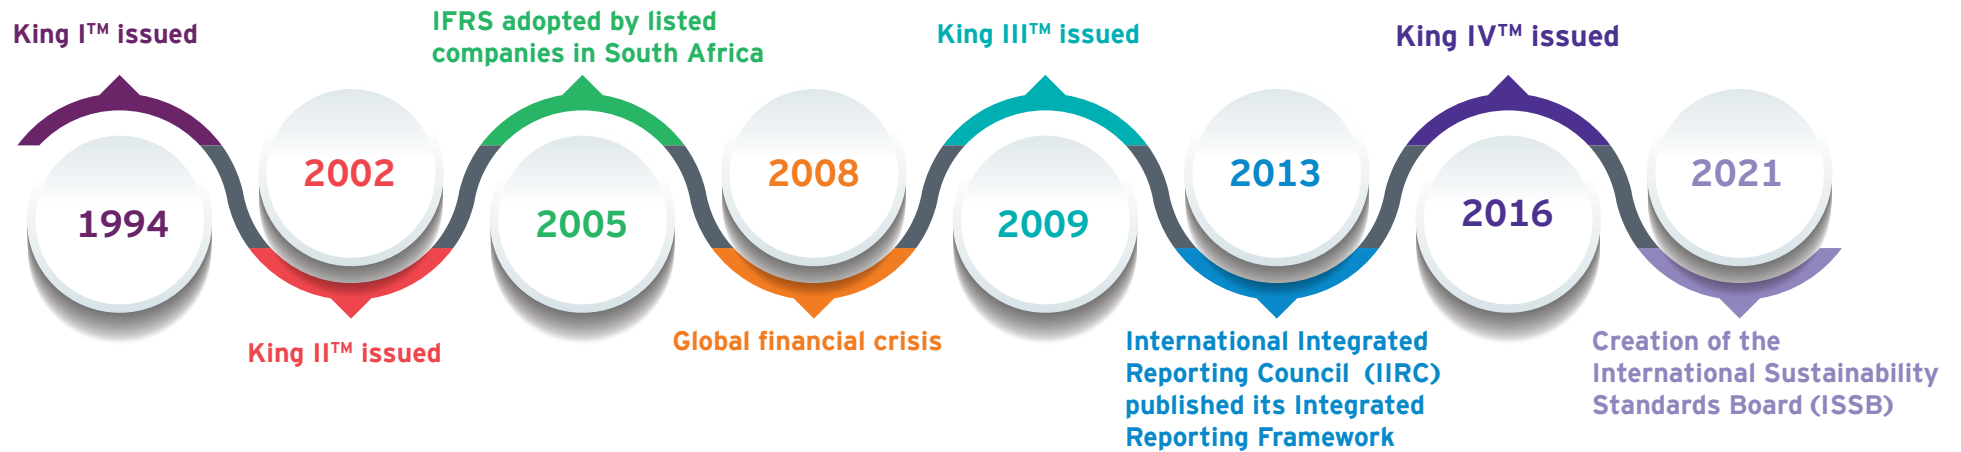 King I™ issued
1994
2002
King II™ issued
IFRS adopted by listed
companies in South Africa
2005
2008
Global financial crisis
King III™ issued
2009
2013
International Integrated
Reporting Council (IIRC)
published its Integrated
Reporting Framework
King IV™ issued
2016
2021
Creation of the
International Sustainability
Standards Board (ISSB)